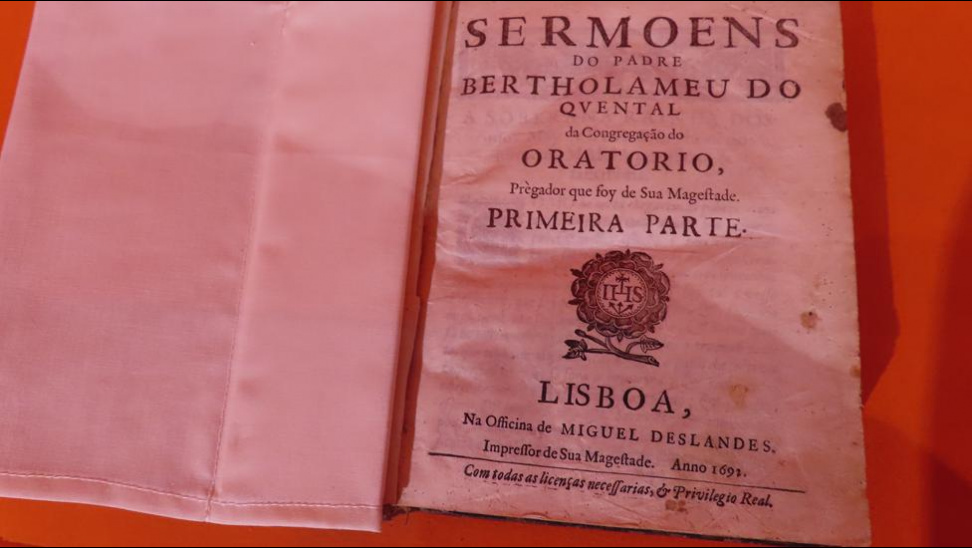 SERMOENS
DO PADRE
BERTHOLAMEU DO
QVENTAL
da Congregação do
ORATORIO,
Prègador que foy de Sua Mageſtade.
PRIMEIRA PARTE.
IHS
LISBOA,
Na Officina de MIGUEL DESLANDES.
Impreſſor de Sua Mageſtade. Anno 1692.
Com todas as licenças neceſſarias, & Privilegio Real.